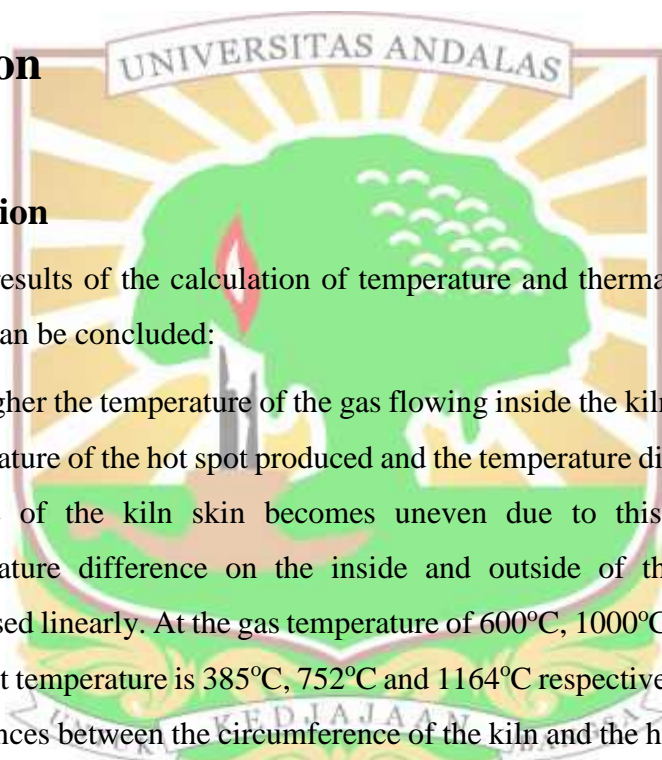 UNIVERSITAS ANDALAS
on
ion
results of the calculation of temperature and therma
an be concluded:
gher the temperature of the gas flowing inside the kiln
ature of the hot spot produced and the temperature di
of the kiln skin becomes uneven due to this
ature difference on the inside and outside of th
sed linearly. At the gas temperature of 600°C, 1000°C
t temperature is 385°C, 752°C and 1164°C respective
nces between the circumference of the kiln and the h
KEDJAJAAN